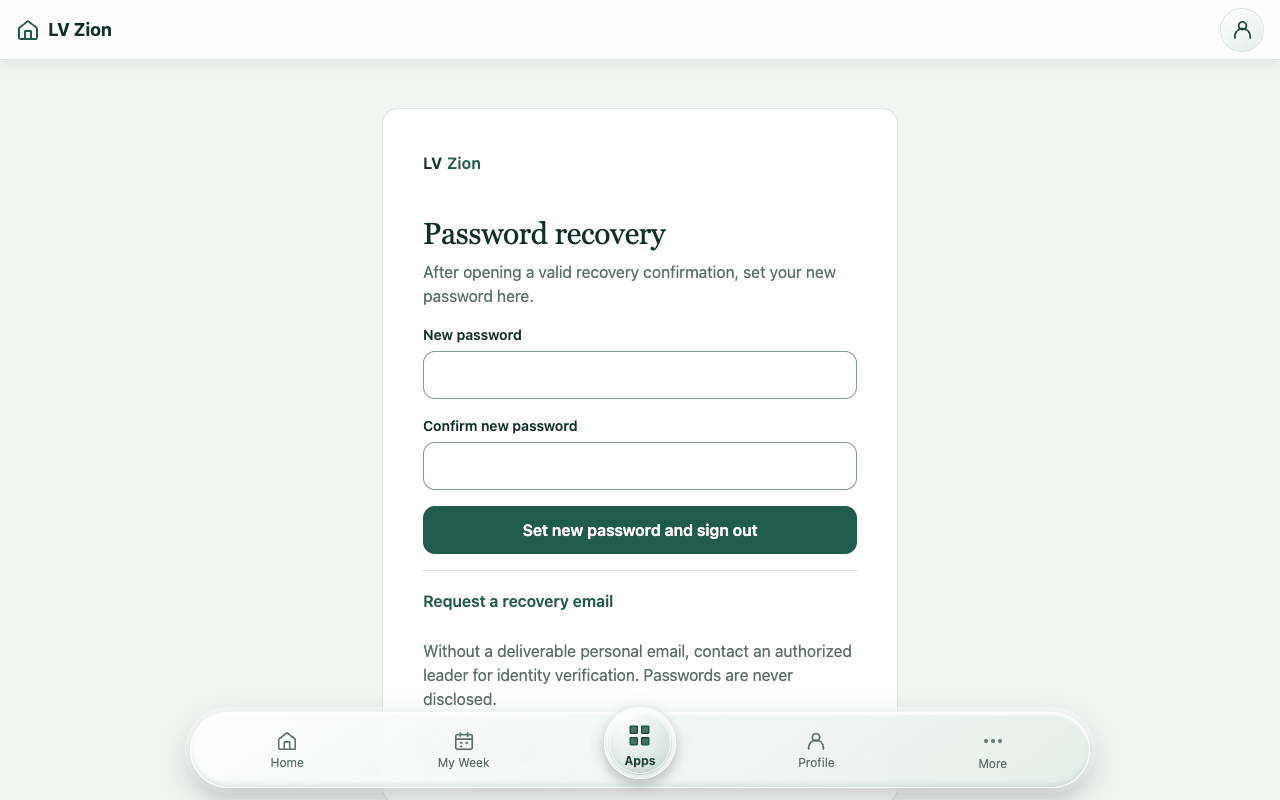 LV Zion
LV Zion
Password recovery
After opening a valid recovery confirmation, set your new
password here.
New password
Confirm new password
Set new password and sign out
Request a recovery email
Without a deliverable personal email, contact an authorized
leader for identity verification. Passwords are never
disclosed.
Home
My Week
Apps
Profile
More